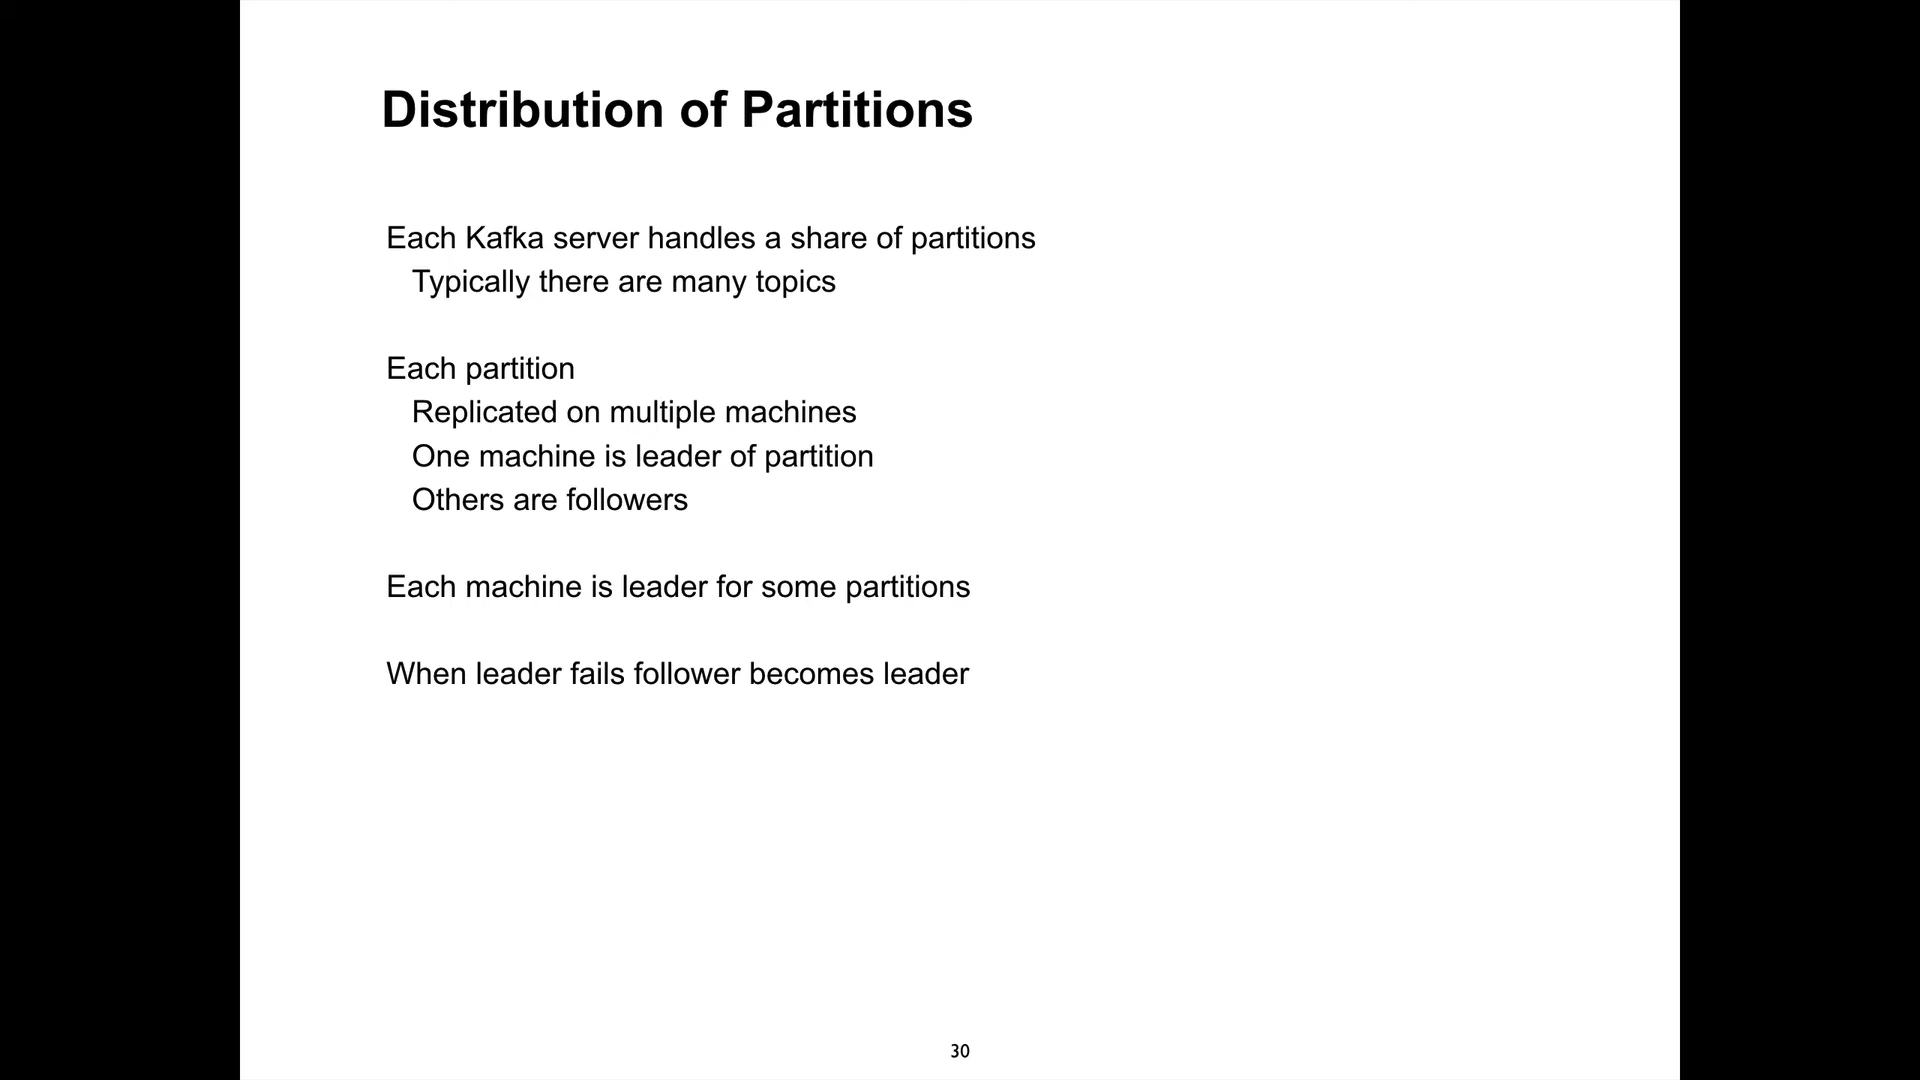 Distribution of Partitions
Each Kafka server handles a share of partitions
Typically there are many topics
Each partition
Replicated on multiple machines
One machine is leader of partition
Others are followers
Each machine is leader for some partitions
When leader fails follower becomes leader
30